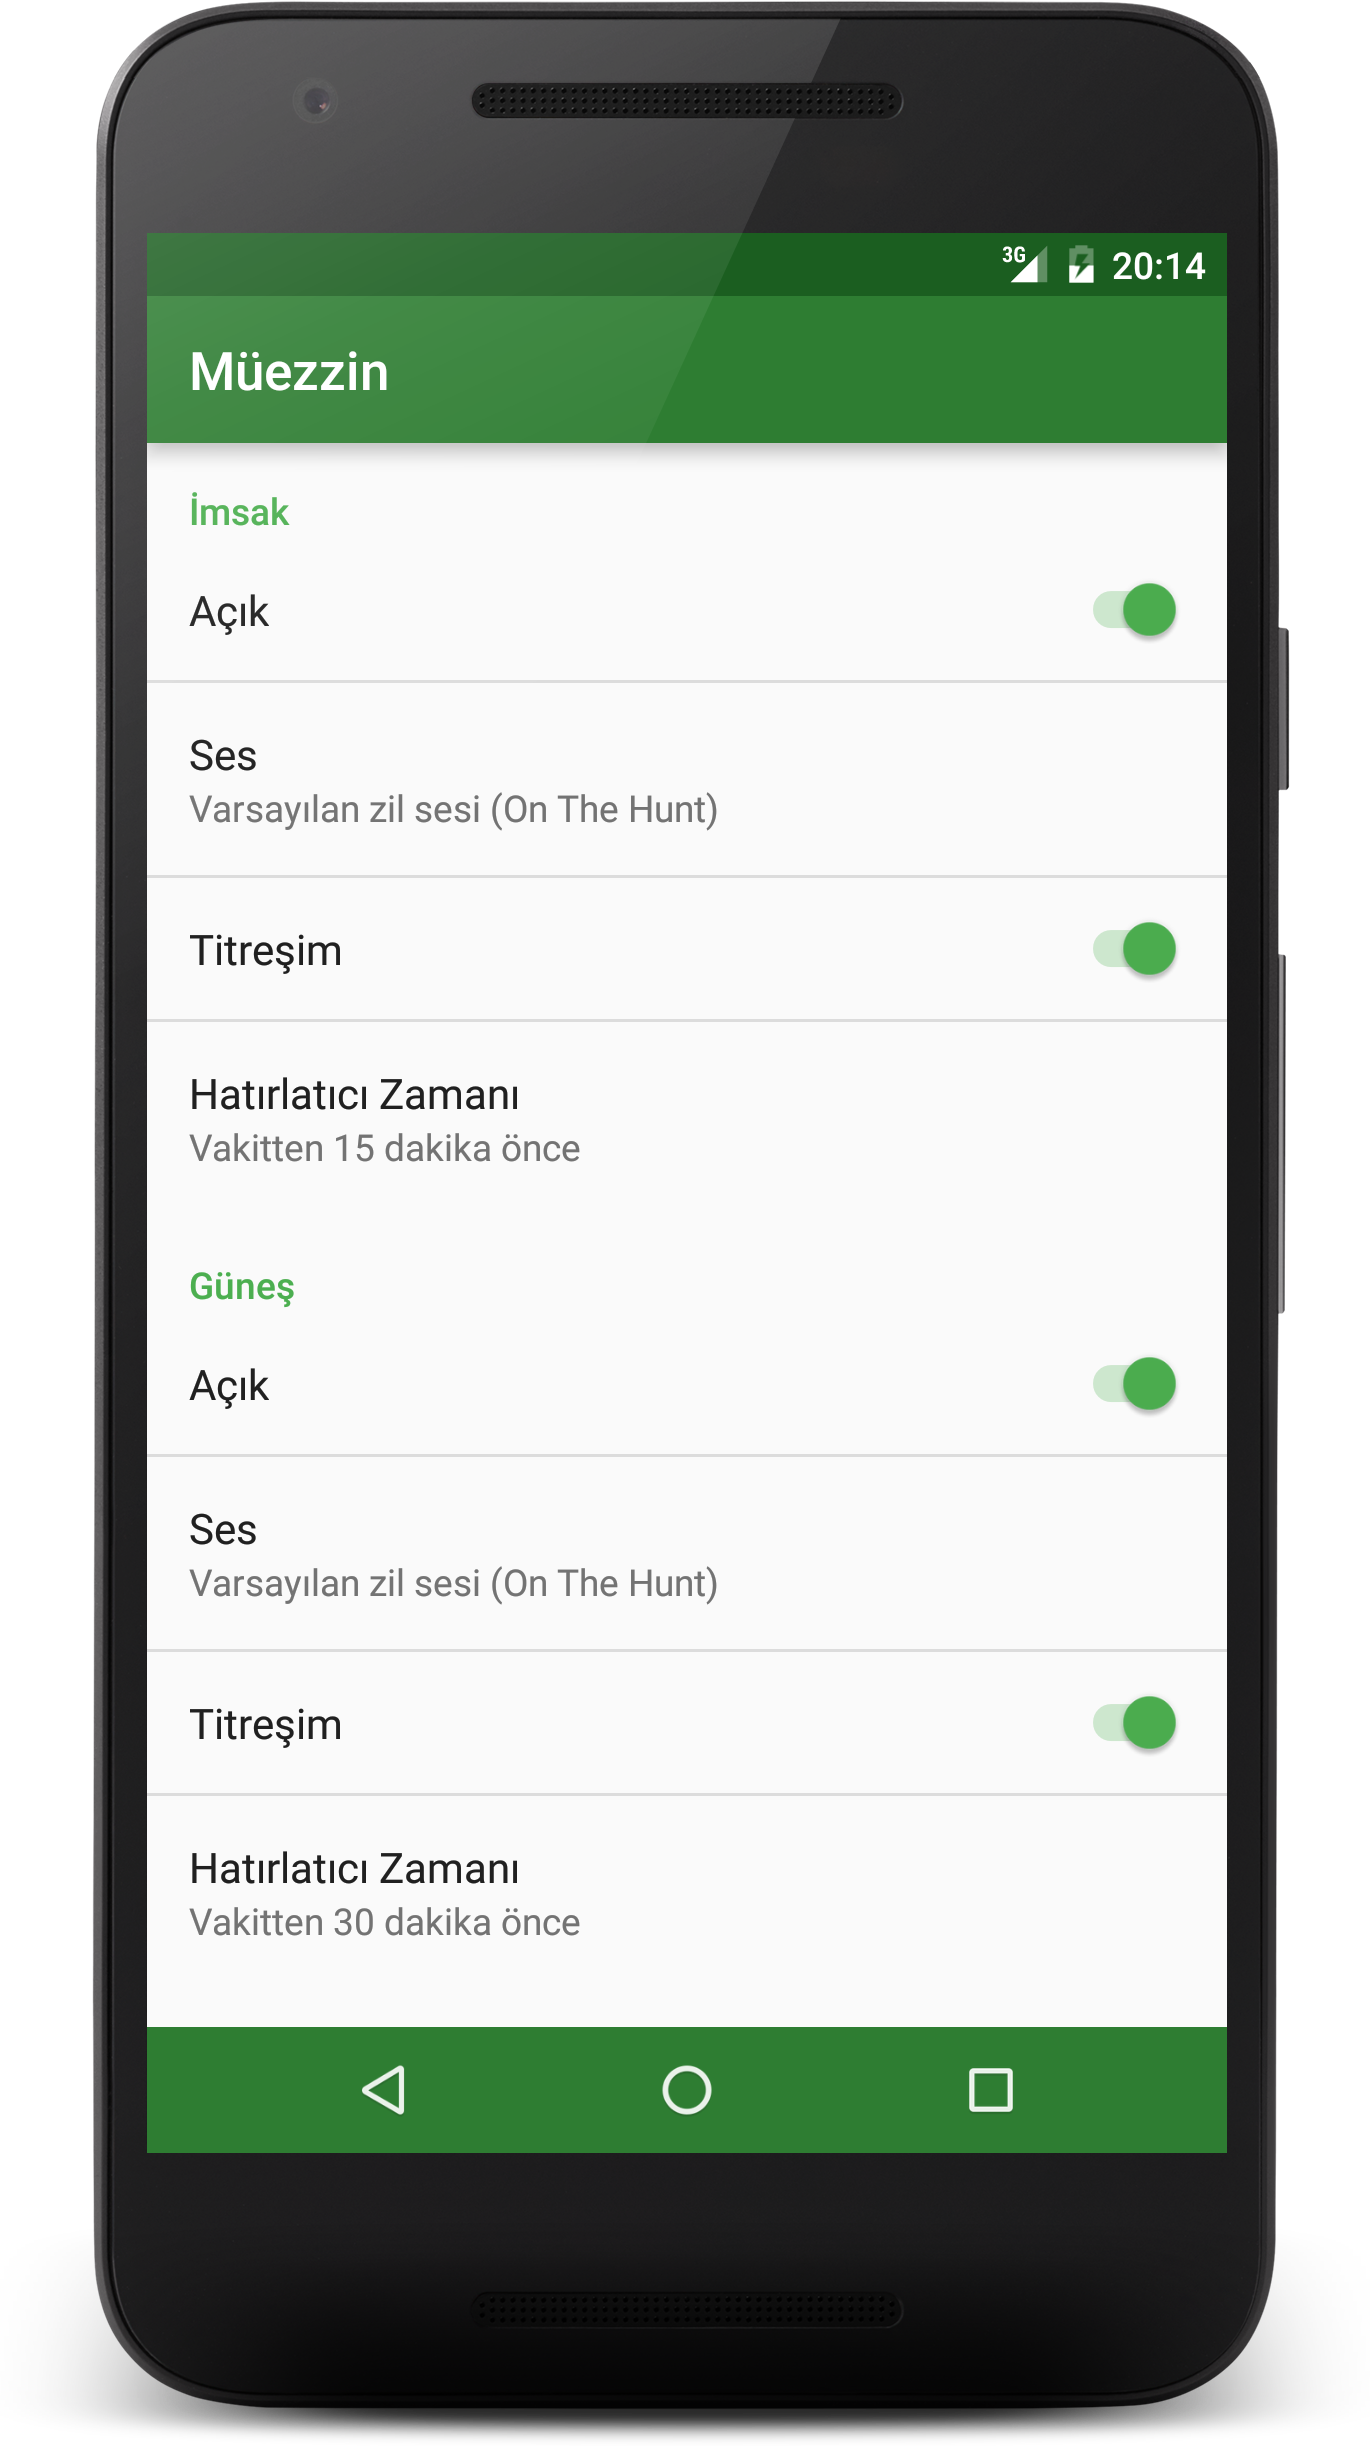 3G 20:14
Müezzin
İmsak
Açık
Ses
Varsayılan zil sesi (On The Hunt)
Titreşim
Hatırlatıcı Zamanı
Vakitten 15 dakika önce
Güneş
Açık
Ses
Varsayılan zil sesi (On The Hunt)
Titreşim
Hatırlatıcı Zamanı
Vakitten 30 dakika önce